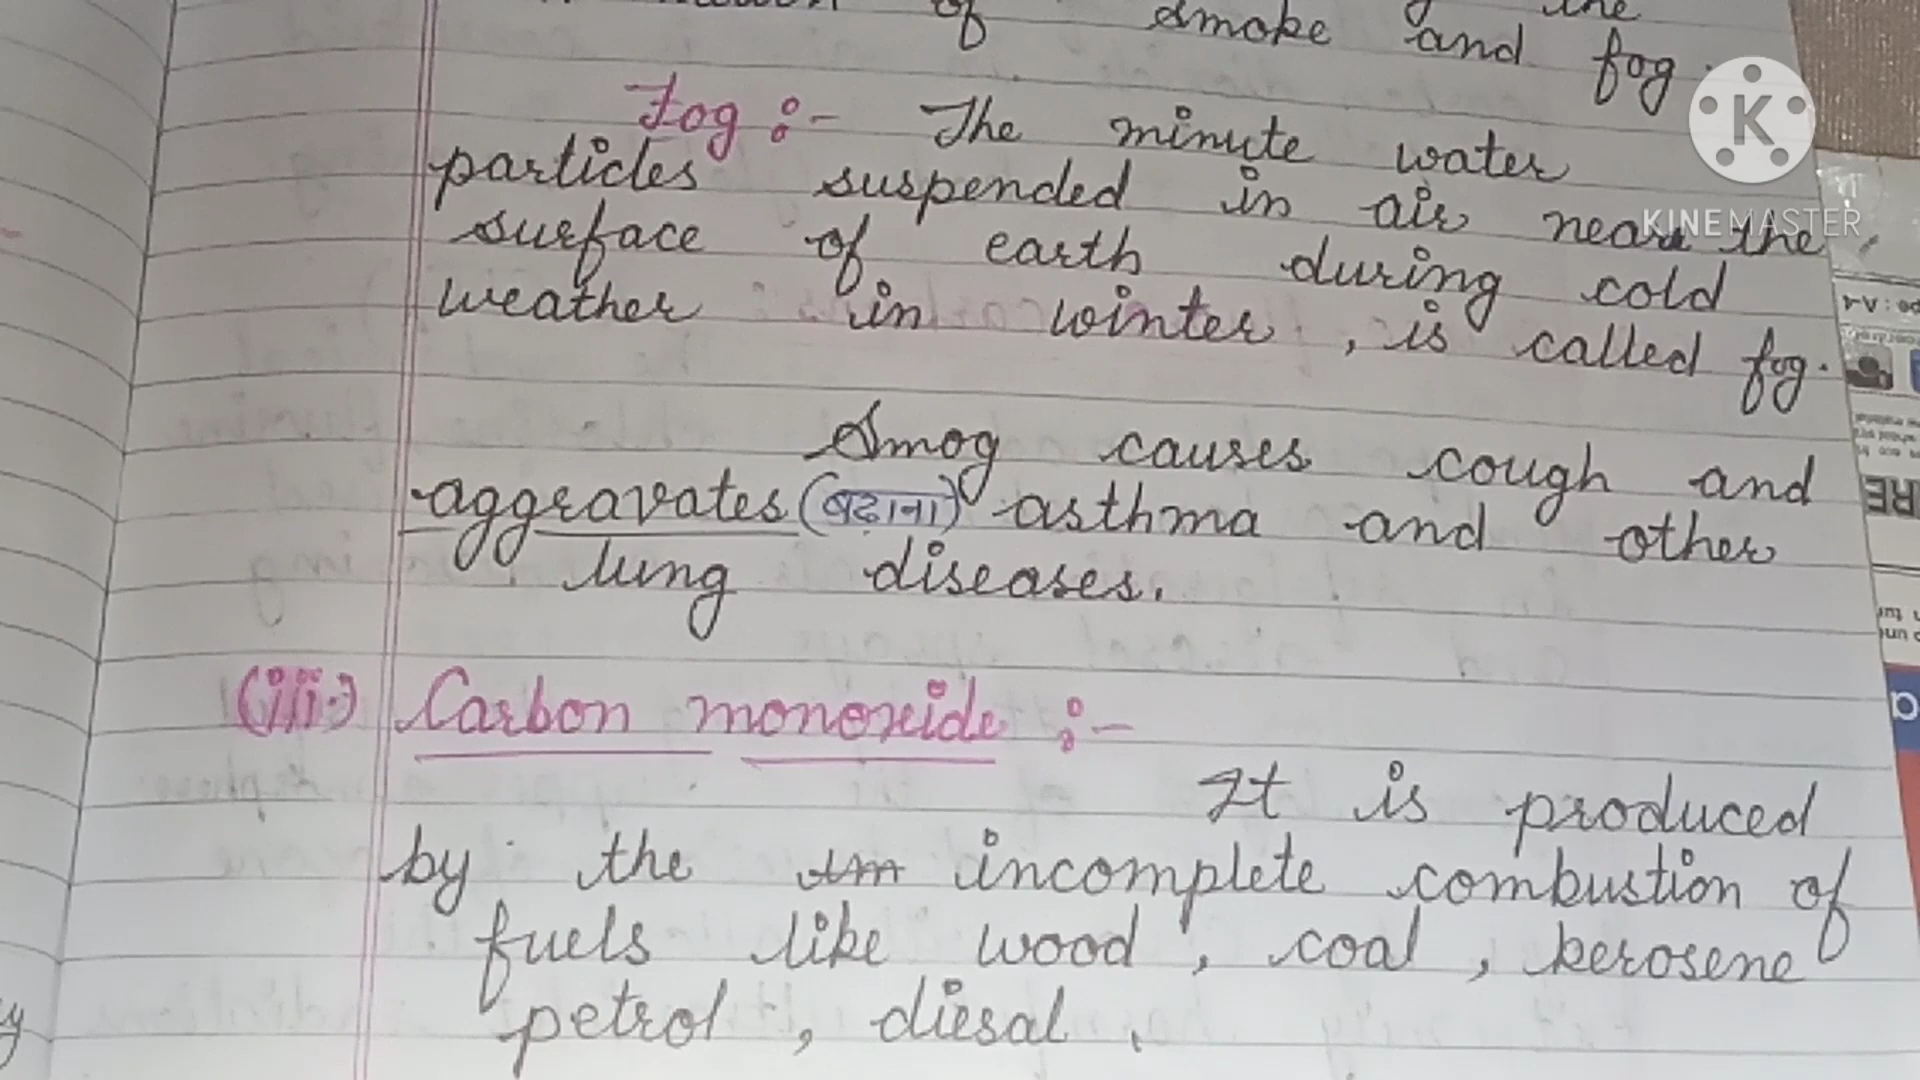 of smoke and fog.
Fog :- The minute water
particles suspended in air near the
surface of earth during cold
weather in winter, is called fog.
Smog causes cough and
aggravates (बढ़ाना) asthma and other
lung diseases.
(iii) Carbon monoxide :-
It is produced
by the im incomplete combustion of
fuels like wood, coal, kerosene
petrol, diesal,
K
KINEMASTER